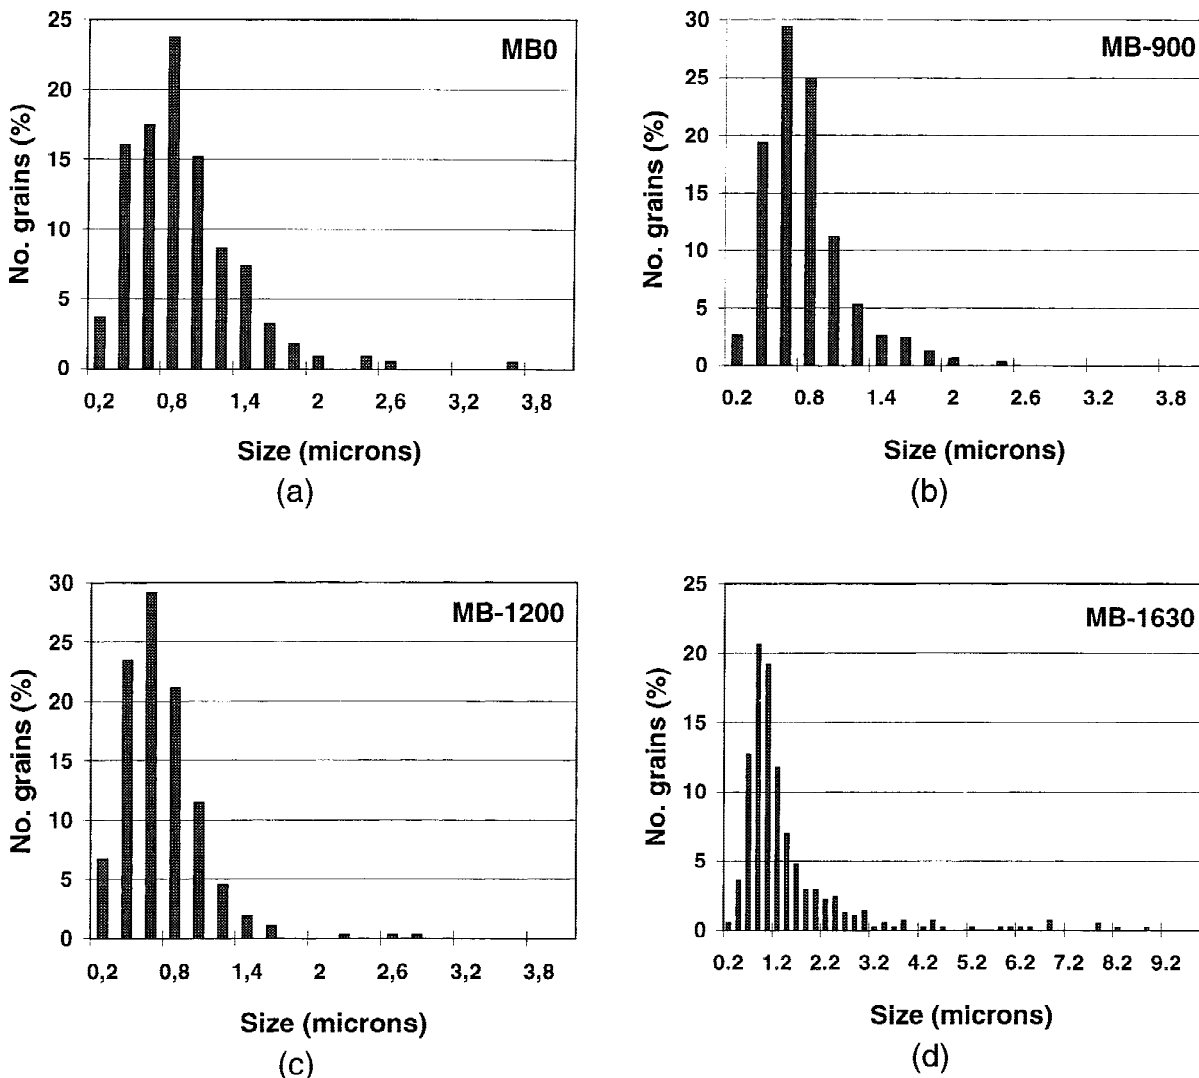 MB0
25
20
15
10
5
0
No. grains (%)
0,2 0,8 1,4 2 2,6 3,2 3,8
Size (microns)
(a)
MB-900
30
25
20
15
10
5
0
No. grains (%)
0.2 0.8 1.4 2 2.6 3.2 3.8
Size (microns)
(b)
MB-1200
30
25
20
15
10
5
0
No. grains (%)
0,2 0,8 1,4 2 2,6 3,2 3,8
Size (microns)
(c)
MB-1630
25
20
15
10
5
0
No. grains (%)
0.2 1.2 2.2 3.2 4.2 5.2 6.2 7.2 8.2 9.2
Size (microns)
(d)